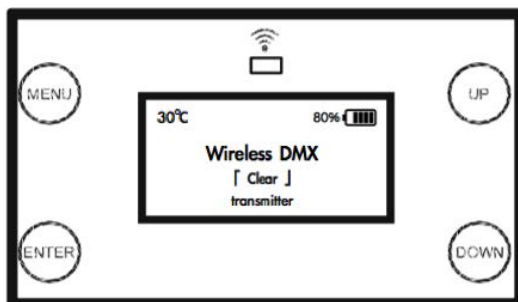 MENU
UP
30℃
80%
Wireless DMX
「 Clear 」
transmitter
ENTER
DOWN